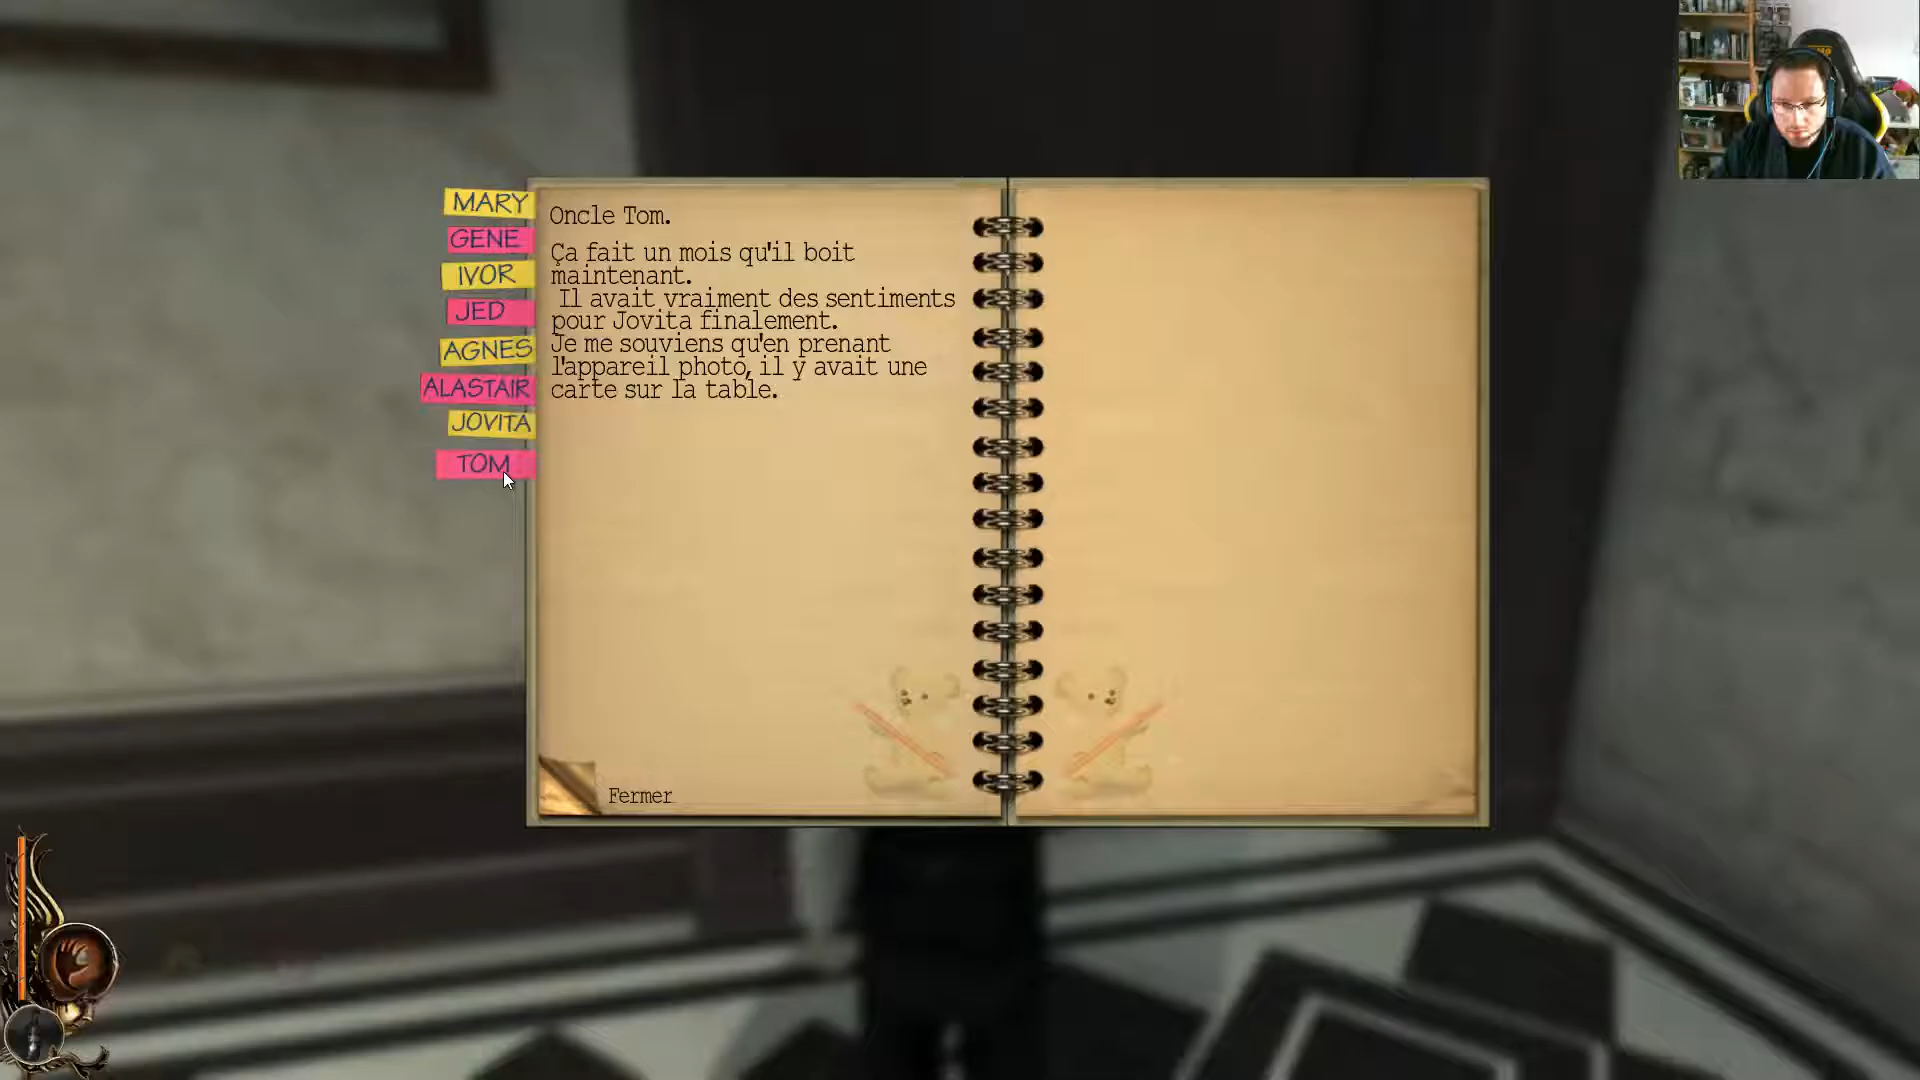 MARY
GENE
IVOR
JED
AGNES
ALASTAIR
JOVITA
TOM
Oncle Tom.
Ça fait un mois qu'il boit
maintenant.
Il avait vraiment des sentiments
pour Jovita finalement.
Je me souviens qu'en prenant
l'appareil photo, il y avait une
carte sur la table.
Fermer